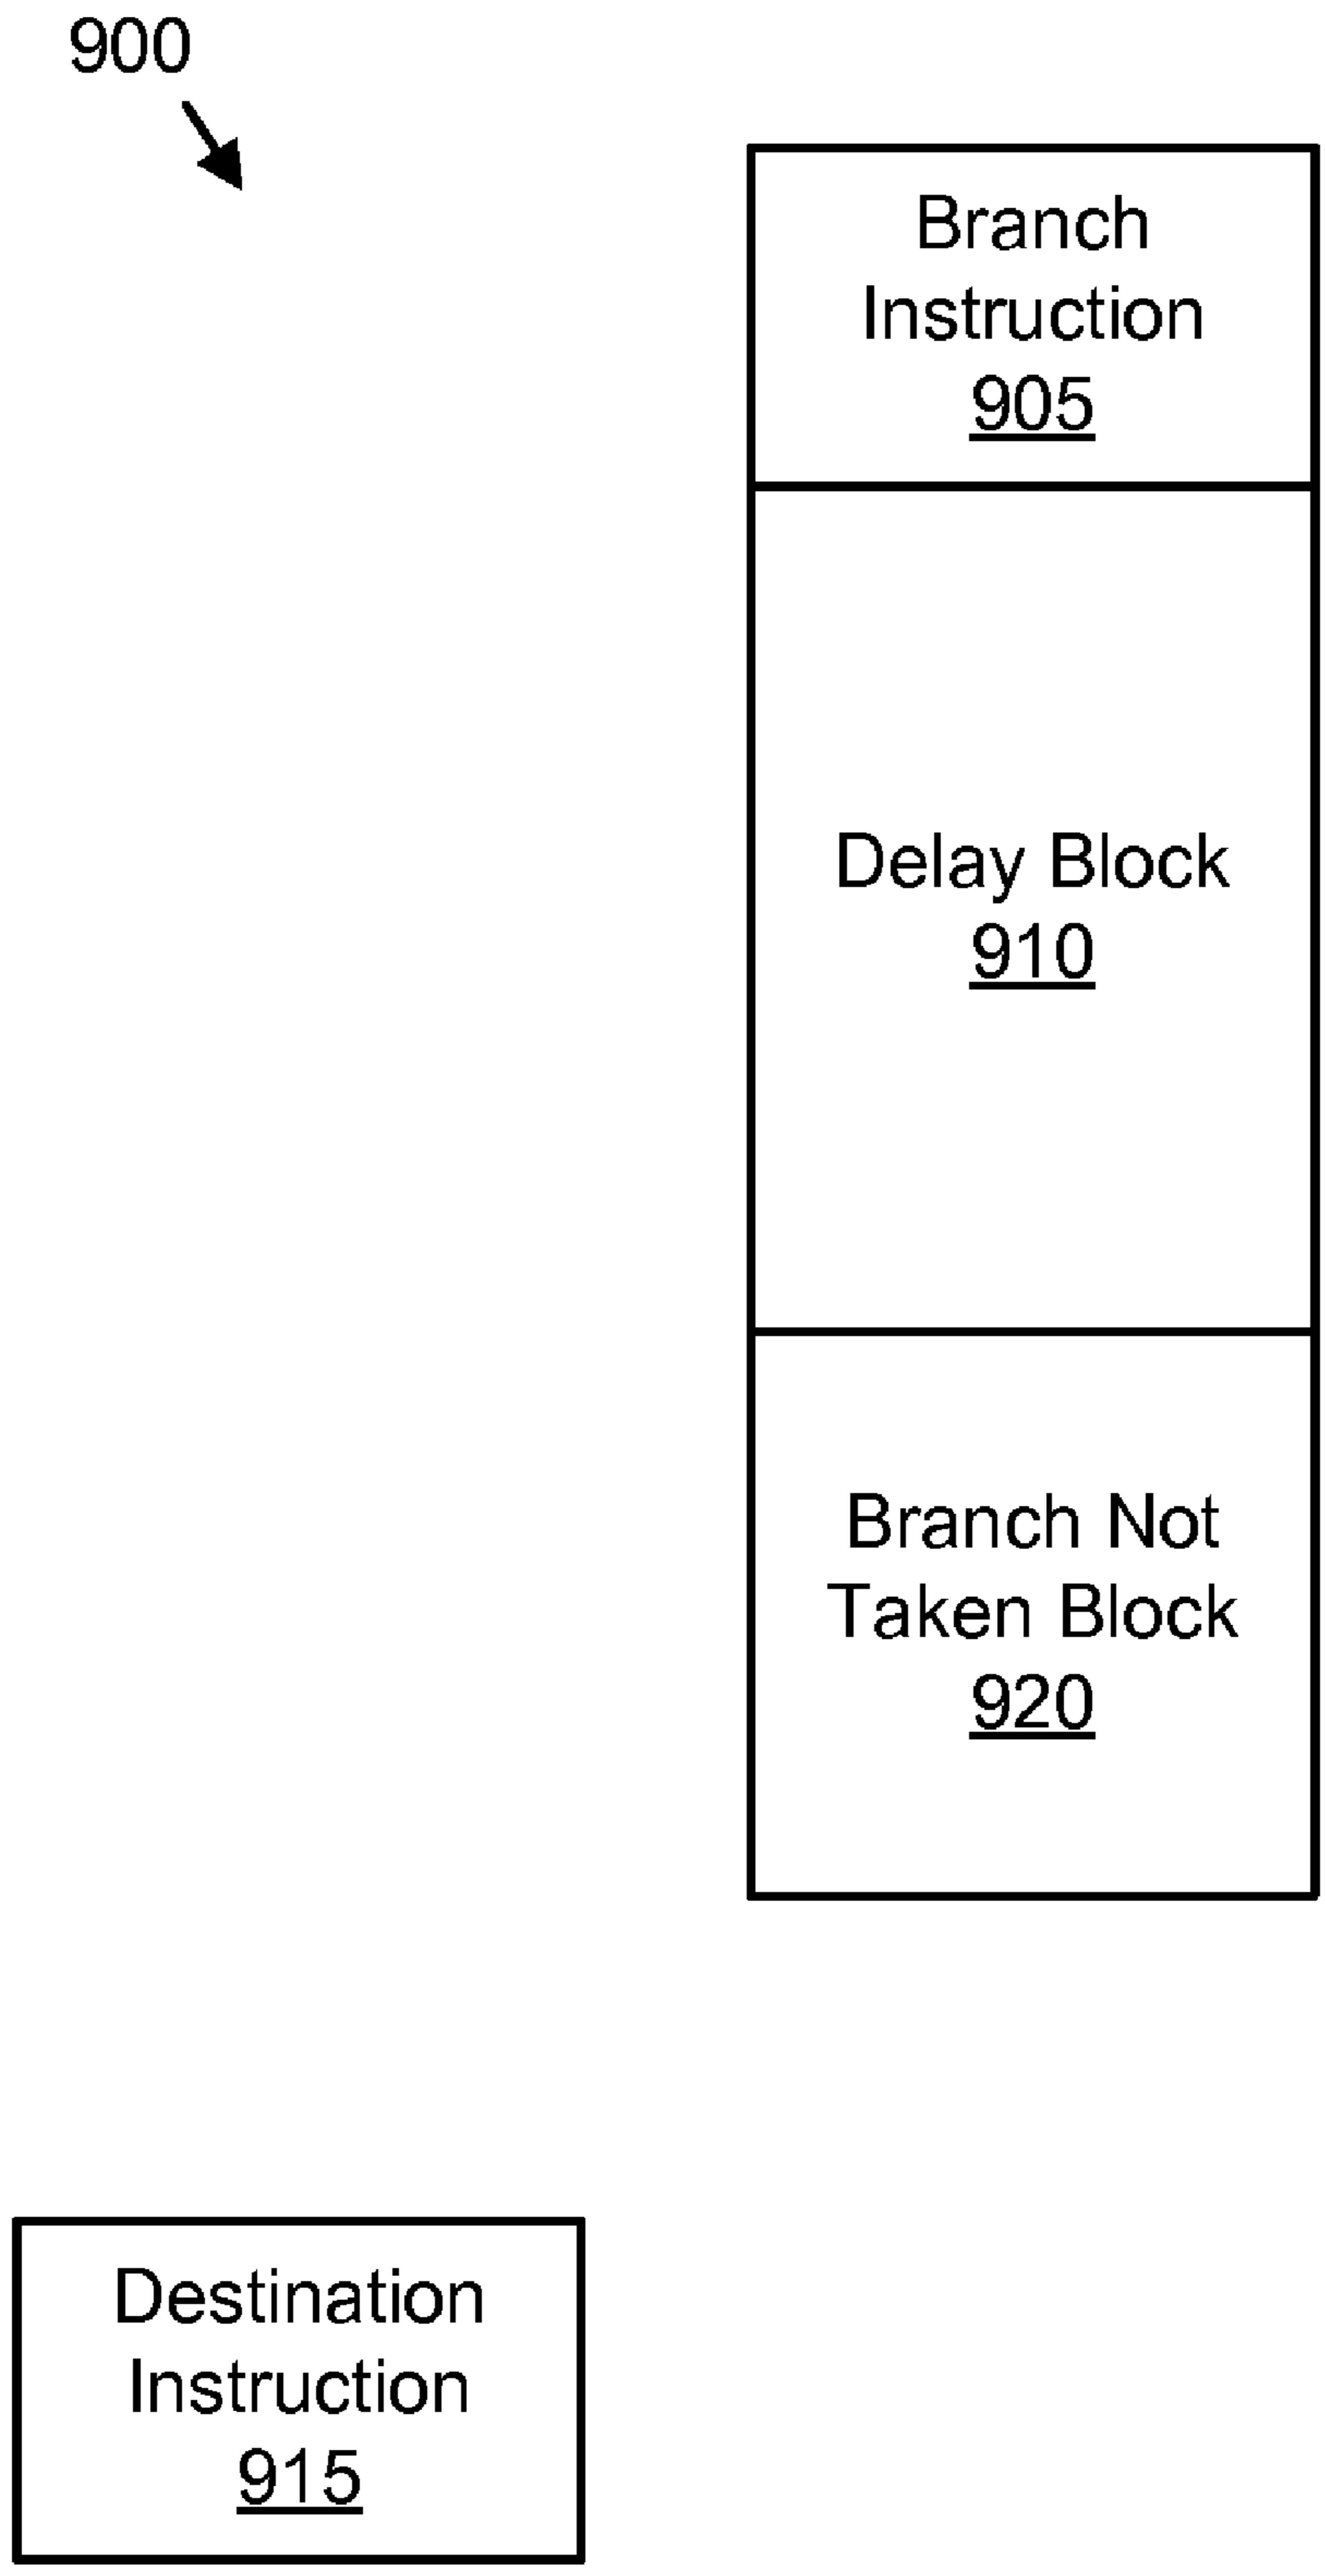 900
Branch
Instruction
905
Delay Block
910
Branch Not
Taken Block
920
Destination
Instruction
915